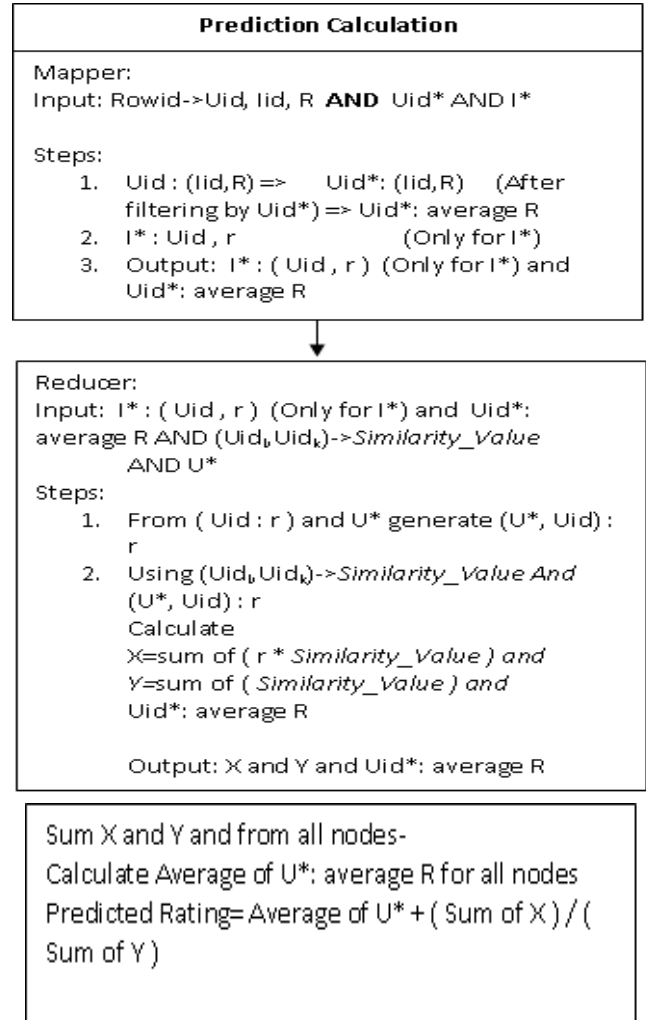 Prediction Calculation
Mapper:
Input: Rowid->Uid, Iid, R AND Uid* AND I*
Steps:
1. Uid : (Iid,R) => Uid*: (Iid,R) (After
filtering by Uid*) => Uid*: average R
2. I* : Uid , r (Only for I*)
3. Output: I* : ( Uid , r ) (Only for I*) and
Uid*: average R
Reducer:
Input: I* : ( Uid , r ) (Only for I*) and Uid*:
average R AND (Uidᵢ,Uidₖ)->Similarity_Value
AND U*
Steps:
1. From ( Uid : r ) and U* generate (U*, Uid) :
r
2. Using (Uidᵢ,Uidₖ)->Similarity_Value And
(U*, Uid) : r
Calculate
X=sum of ( r * Similarity_Value ) and
Y=sum of ( Similarity_Value ) and
Uid*: average R
Output: X and Y and Uid*: average R
Sum X and Y and from all nodes-
Calculate Average of U*: average R for all nodes
Predicted Rating= Average of U* + ( Sum of X ) / (
Sum of Y )